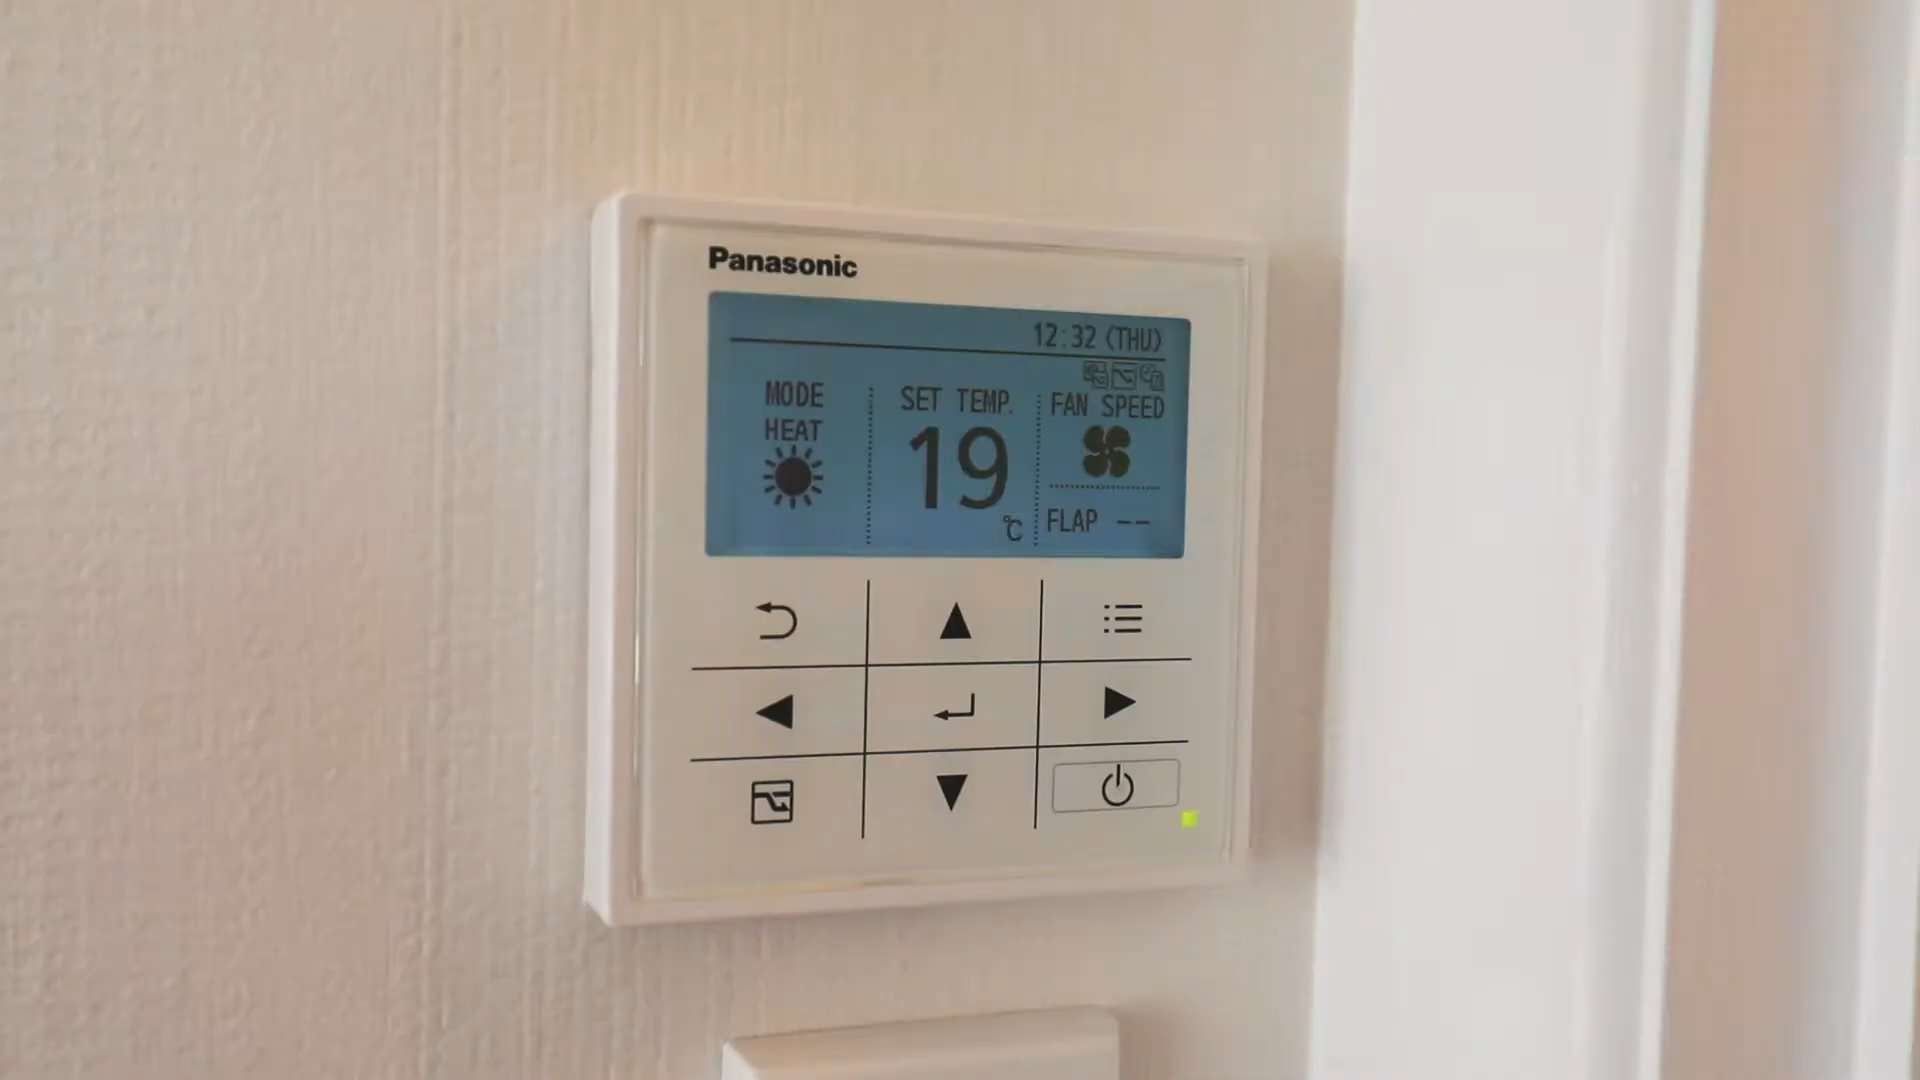 Panasonic
12:32 (THU)
MODE
HEAT
SET TEMP.
19
℃
FAN SPEED
FLAP --